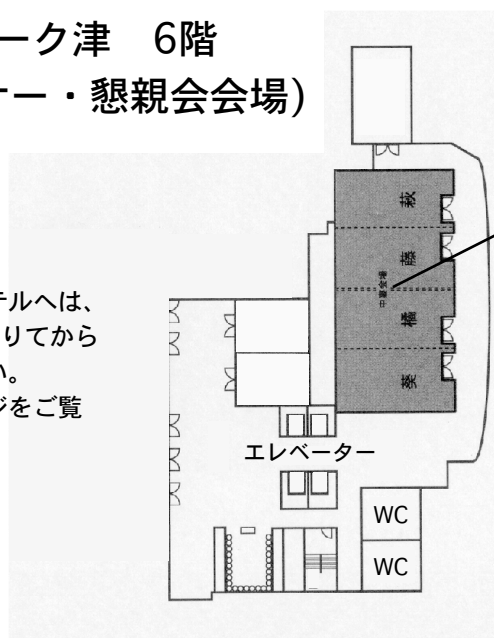 ーク津　6階
ナー・懇親会会場)
テルへは、
りてから
い。
ジをご覧
萩
藤
中宴会場
橘
葵
エレベーター
WC
WC